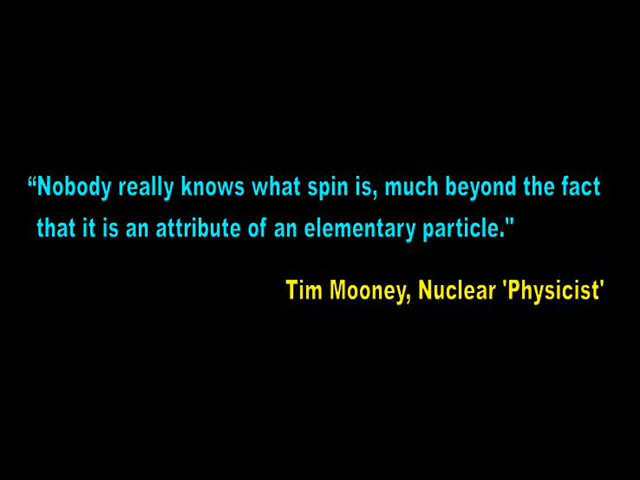 “Nobody really knows what spin is, much beyond the fact
that it is an attribute of an elementary particle."
Tim Mooney, Nuclear 'Physicist'